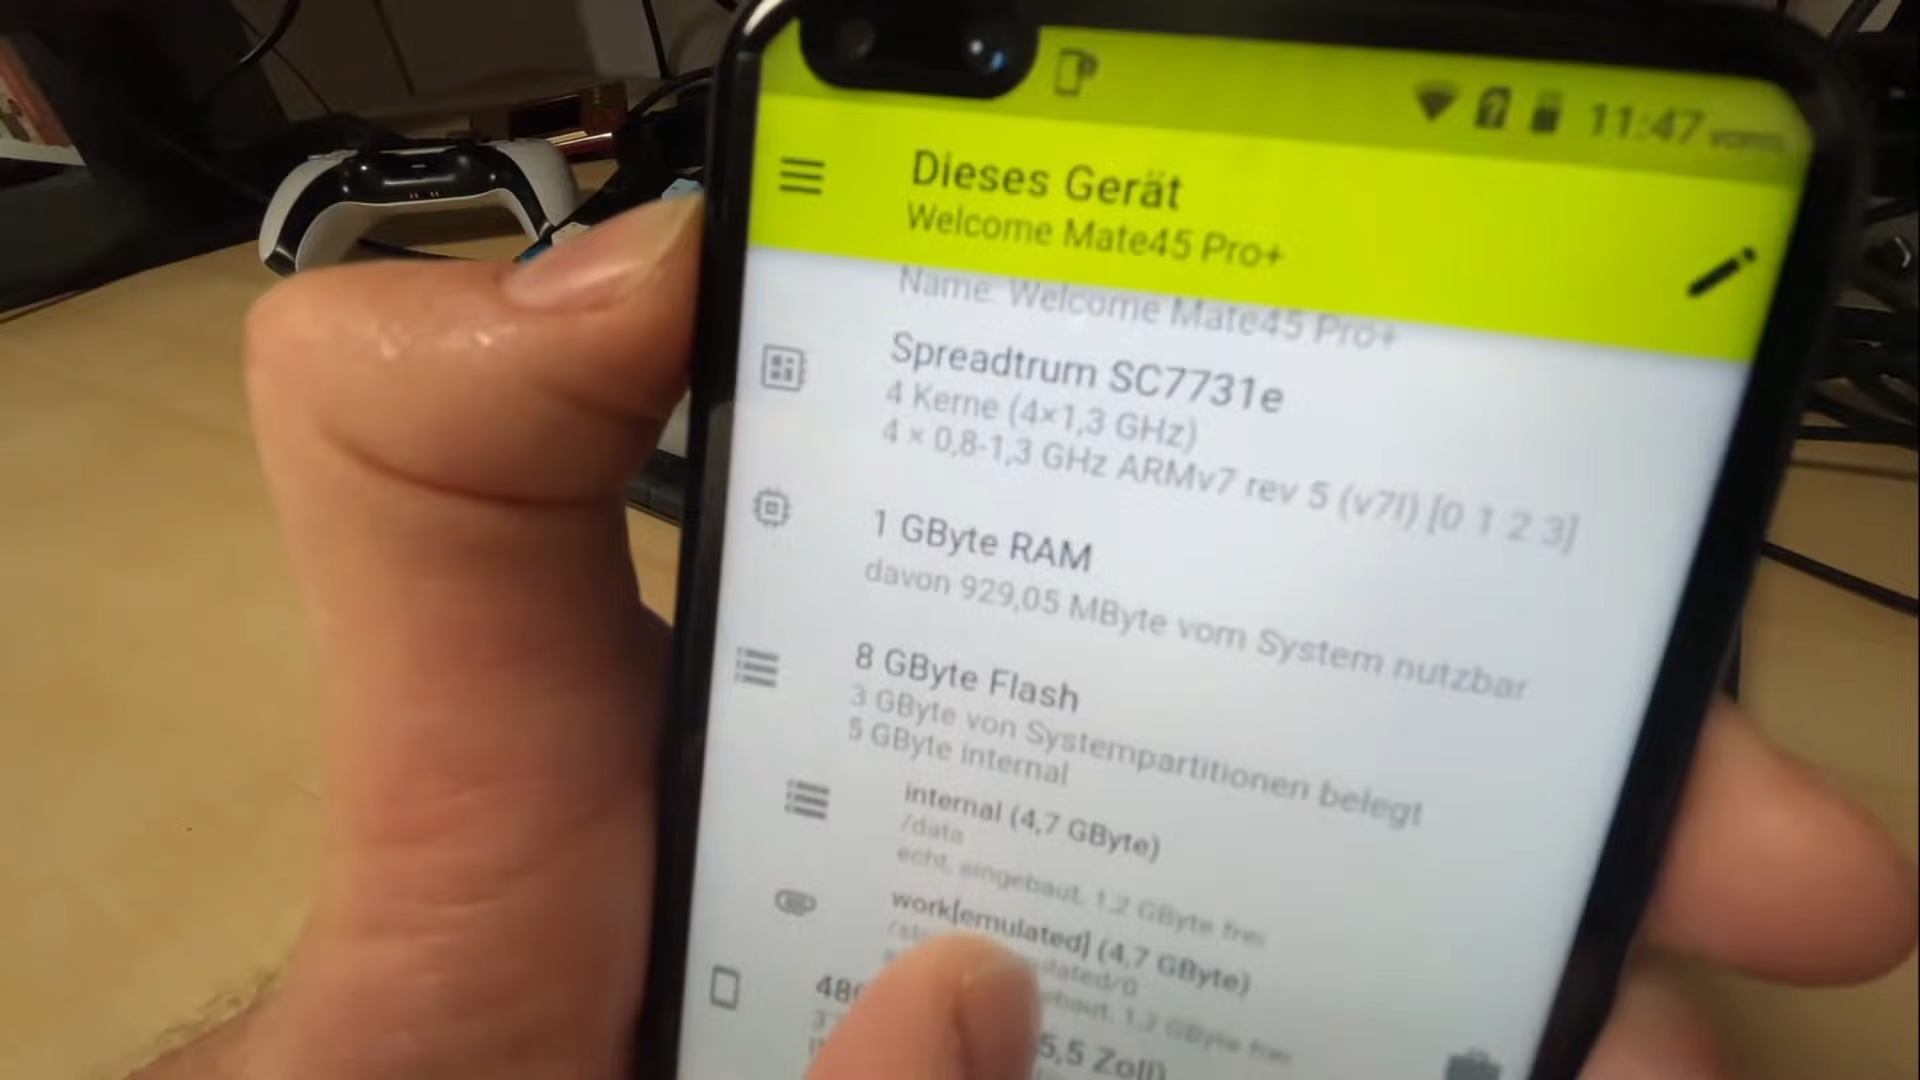 11:47
Dieses Gerät
Welcome Mate45 Pro+
Name: Welcome Mate45 Pro+
Spreadtrum SC7731e
4 Kerne (4×1,3 GHz)
4 × 0,8-1,3 GHz ARMv7 rev 5 (v7l) [0 1 2 3]
1 GByte RAM
davon 929,05 MByte vom System nutzbar
8 GByte Flash
3 GByte von Systempartitionen belegt
5 GByte internal
internal (4,7 GByte)
/data
echt, eingebaut, 1,2 GByte frei
work[emulated] (4,7 GByte)
1,2 GByte frei
5,5 Zoll)